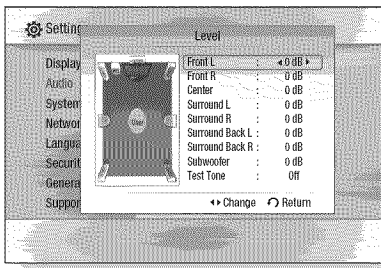 Settin
Level
Display
Audio
System
Networ
Langua
Securit
Genera
Suppor
User
Front L : ◂ 0 dB ▸
Front R : 0 dB
Center : 0 dB
Surround L : 0 dB
Surround R : 0 dB
Surround Back L : 0 dB
Surround Back R : 0 dB
Subwoofer : 0 dB
Test Tone : Off
◂▸ Change ↶ Return